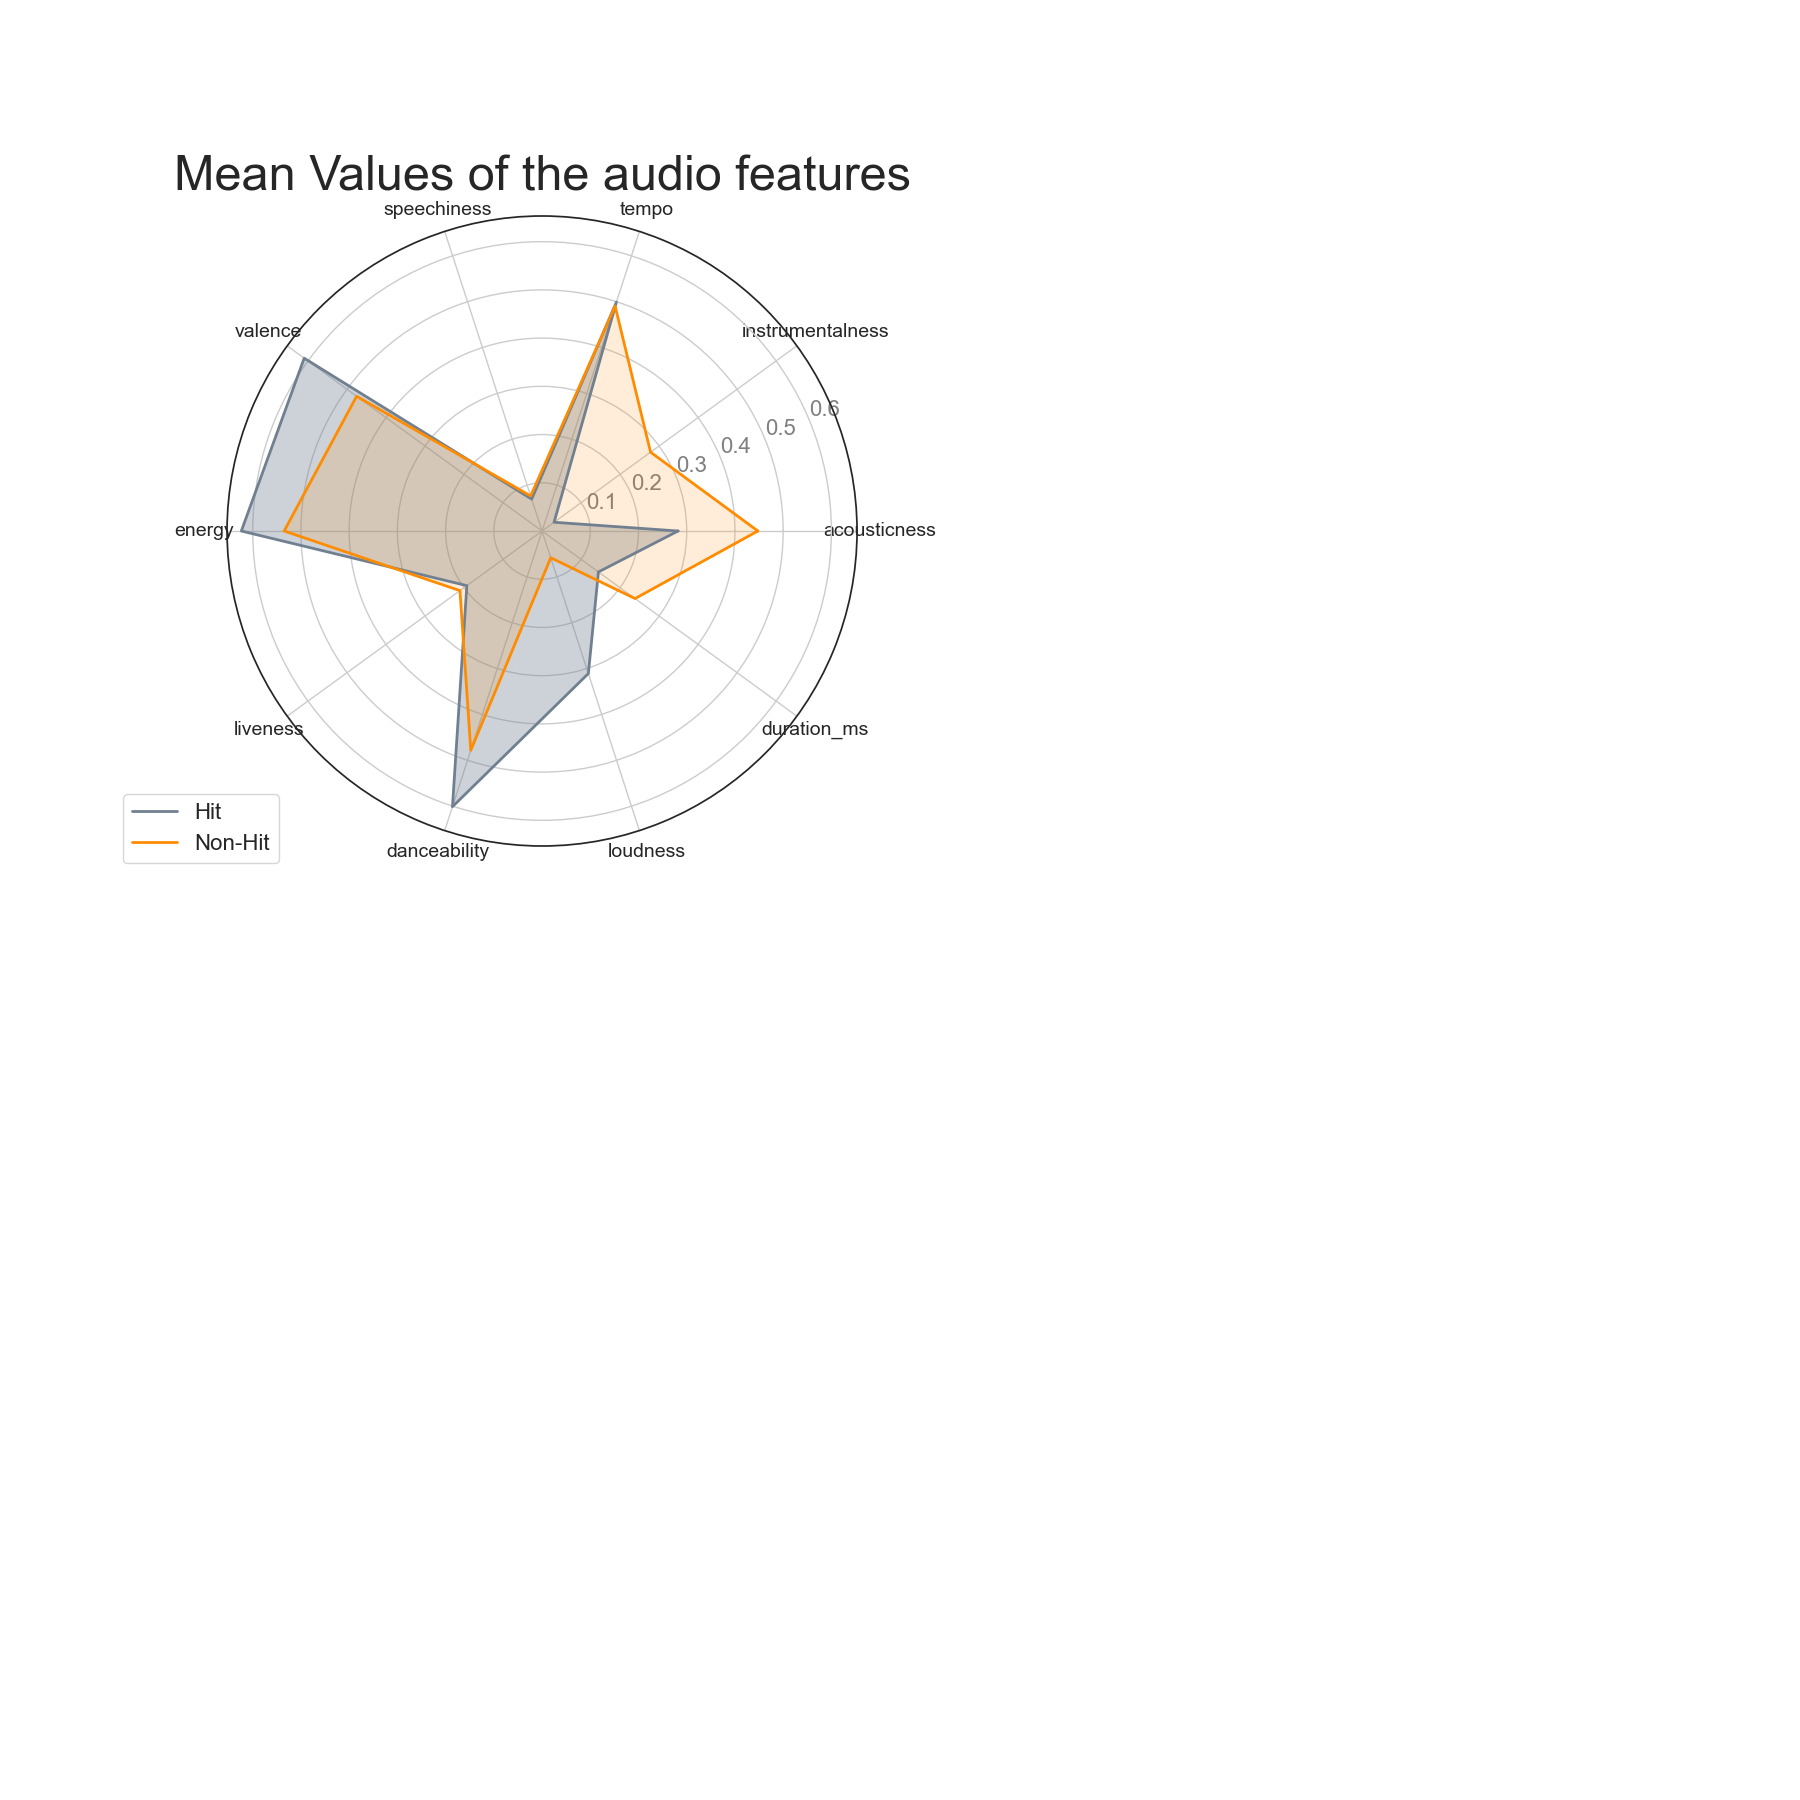 Mean Values of the audio features
speechiness
tempo
valence
instrumentalness
0.6
0.5
0.4
0.3
0.2
0.1
energy
acousticness
liveness
duration_ms
danceability
loudness
Hit
Non-Hit